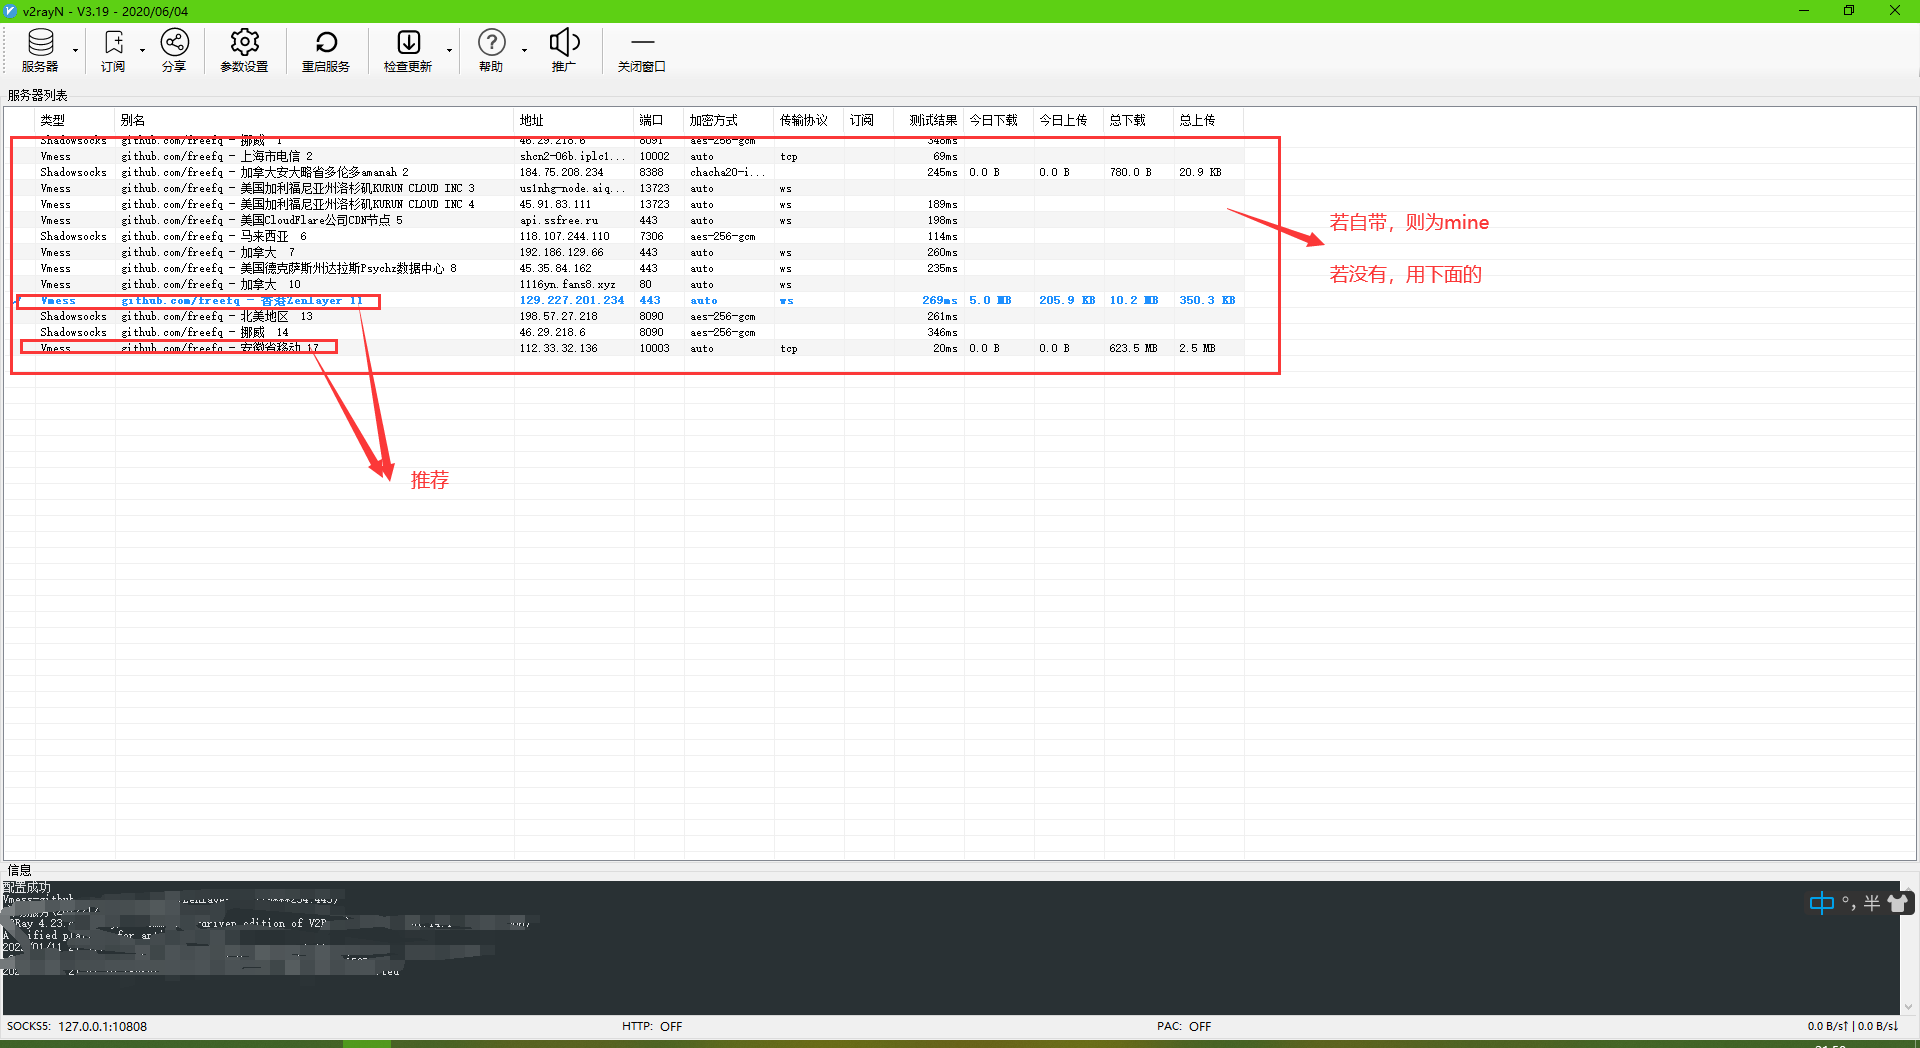 v2rayN - V3.19 - 2020/06/04
服务器 订阅 分享 参数设置 重启服务 检查更新 帮助 推广 关闭窗口
服务器列表
类型 别名 地址 端口 加密方式 传输协议 订阅 测试结果 今日下载 今日上传 总下载 总上传
Shadowsocks github.com/freefq - 挪威 1 46.29.218.6 8091 aes-256-gcm 348ms
Vmess github.com/freefq - 上海市电信 2 shcn2-06b.iplc1... 10002 auto tcp 69ms
Shadowsocks github.com/freefq - 加拿大安大略省多伦多amanah 2 184.75.208.234 8388 chacha20-i... 245ms 0.0 B 0.0 B 780.0 B 20.9 KB
Vmess github.com/freefq - 美国加利福尼亚州洛杉矶KURUN CLOUD INC 3 us1nhg-node.aiq... 13723 auto ws
Vmess github.com/freefq - 美国加利福尼亚州洛杉矶KURUN CLOUD INC 4 45.91.83.111 13723 auto ws 189ms
Vmess github.com/freefq - 美国CloudFlare公司CDN节点 5 api.ssfree.ru 443 auto ws 198ms
Shadowsocks github.com/freefq - 马来西亚 6 118.107.244.110 7306 aes-256-gcm 114ms
Vmess github.com/freefq - 加拿大 7 192.186.129.66 443 auto ws 260ms
Vmess github.com/freefq - 美国德克萨斯州达拉斯Psychz数据中心 8 45.35.84.162 443 auto ws 235ms
Vmess github.com/freefq - 加拿大 10 1116yn.fans8.xyz 80 auto ws
Vmess github.com/freefq - 香港Zenlayer 11 129.227.201.234 443 auto ws 269ms 5.0 MB 205.9 KB 10.2 MB 350.3 KB
Shadowsocks github.com/freefq - 北美地区 13 198.57.27.218 8090 aes-256-gcm 261ms
Shadowsocks github.com/freefq - 挪威 14 46.29.218.6 8090 aes-256-gcm 346ms
Vmess github.com/freefq - 安徽省移动 17 112.33.32.136 10003 auto tcp 20ms 0.0 B 0.0 B 623.5 MB 2.5 MB
若自带，则为mine
若没有，用下面的
推荐
信息
配置成功
Vmess-github
Ray 4.23. driven edition of V2R
ified pla for anti
中 °, 半
SOCKS5: 127.0.0.1:10808 HTTP: OFF PAC: OFF 0.0 B/s↑ | 0.0 B/s↓